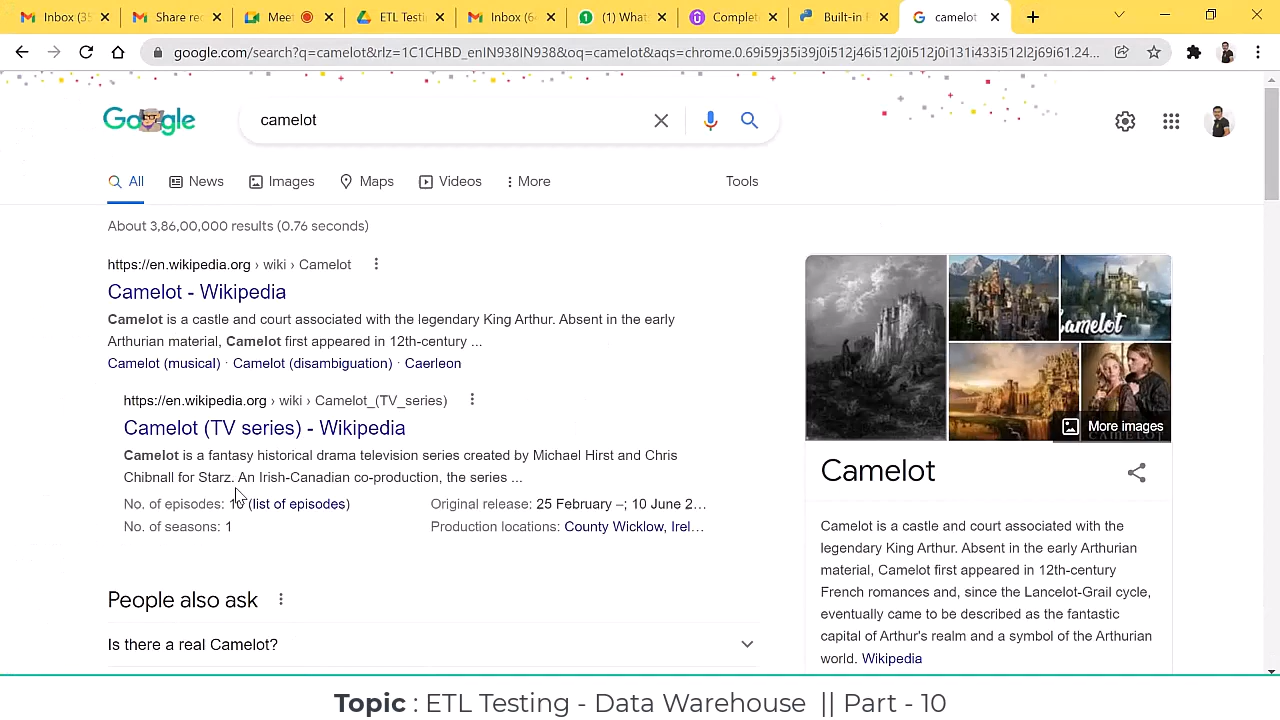 Inbox (35
Share rec
Meet
ETL Testi
Inbox (64
(1) What
Complet
Built-in F
camelot
google.com/search?q=camelot&rlz=1C1CHBD_enIN938IN938&oq=camelot&aqs=chrome.0.69i59j35i39j0i512j46i512j0i512j0i131i433i512l2j69i61.24...
Google
camelot
All
News
Images
Maps
Videos
More
Tools
About 3,86,00,000 results (0.76 seconds)
https://en.wikipedia.org › wiki › Camelot
Camelot - Wikipedia
Camelot is a castle and court associated with the legendary King Arthur. Absent in the early
Arthurian material, Camelot first appeared in 12th-century ...
Camelot (musical) · Camelot (disambiguation) · Caerleon
https://en.wikipedia.org › wiki › Camelot_(TV_series)
Camelot (TV series) - Wikipedia
Camelot is a fantasy historical drama television series created by Michael Hirst and Chris
Chibnall for Starz. An Irish-Canadian co-production, the series ...
No. of episodes: 10 (list of episodes)
Original release: 25 February –; 10 June 2...
No. of seasons: 1
Production locations: County Wicklow, Irel...
People also ask
Is there a real Camelot?
Camelot
CAMELOT
More images
Camelot
Camelot is a castle and court associated with the
legendary King Arthur. Absent in the early Arthurian
material, Camelot first appeared in 12th-century
French romances and, since the Lancelot-Grail cycle,
eventually came to be described as the fantastic
capital of Arthur's realm and a symbol of the Arthurian
world. Wikipedia
Topic : ETL Testing - Data Warehouse || Part - 10